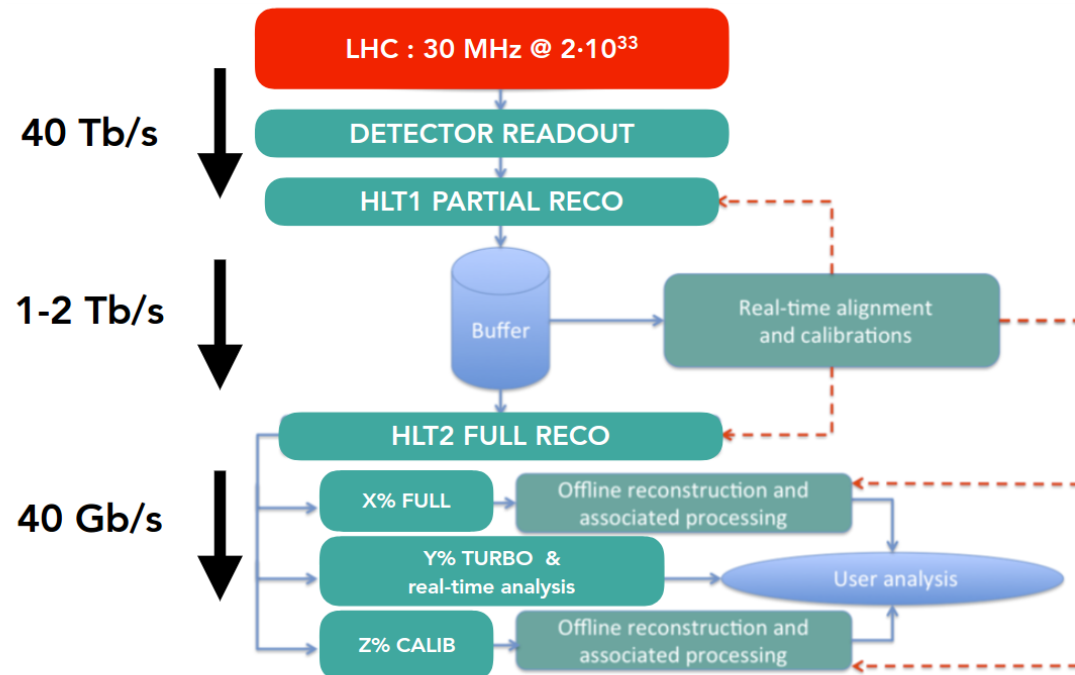 LHC : 30 MHz @ 2·10³³
40 Tb/s
DETECTOR READOUT
HLT1 PARTIAL RECO
1-2 Tb/s
Buffer
Real-time alignment
and calibrations
HLT2 FULL RECO
40 Gb/s
X% FULL
Offline reconstruction and
associated processing
Y% TURBO &
real-time analysis
User analysis
Z% CALIB
Offline reconstruction and
associated processing